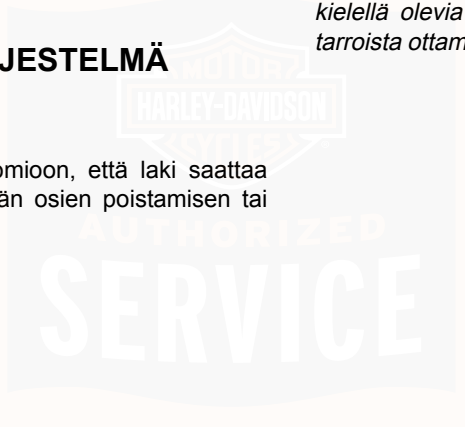 JESTELMÄ
omioon, että laki saattaa
än osien poistamisen tai
kielellä olevia
tarroista ottam
MOTOR
HARLEY-DAVIDSON
CYCLES
AUTHORIZED
SERVICE